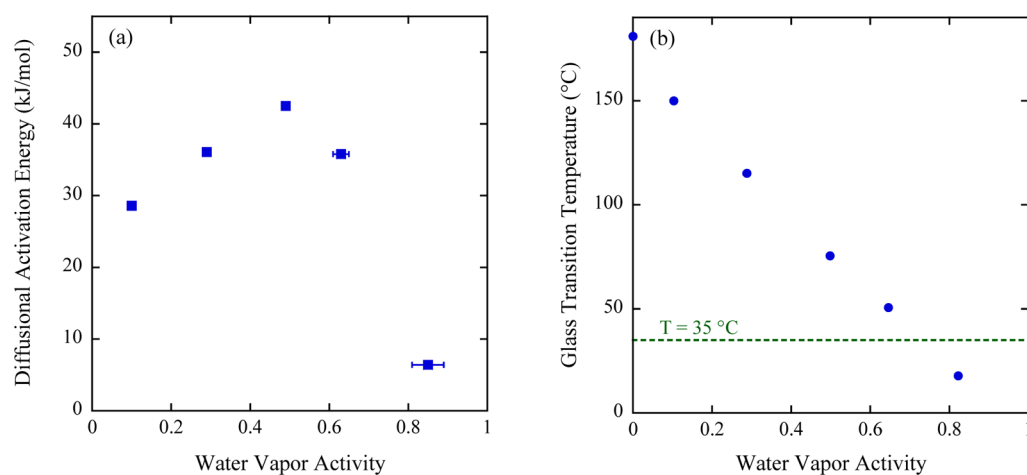 (a)
Diffusional Activation Energy (kJ/mol)
50
40
30
20
10
0
0 0.2 0.4 0.6 0.8 1
Water Vapor Activity
(b)
Glass Transition Temperature (°C)
150
100
50
0
T = 35 °C
0 0.2 0.4 0.6 0.8 1
Water Vapor Activity